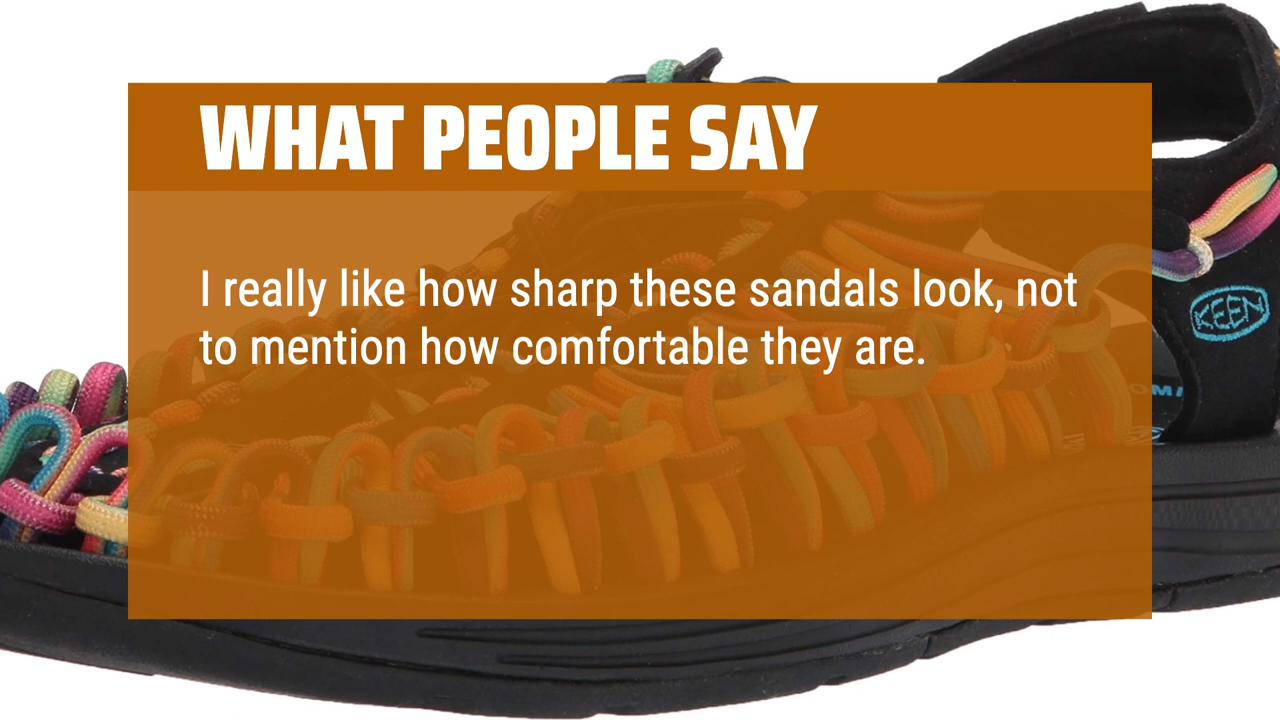 WHAT PEOPLE SAY
I really like how sharp these sandals look, not
to mention how comfortable they are.
KEEN